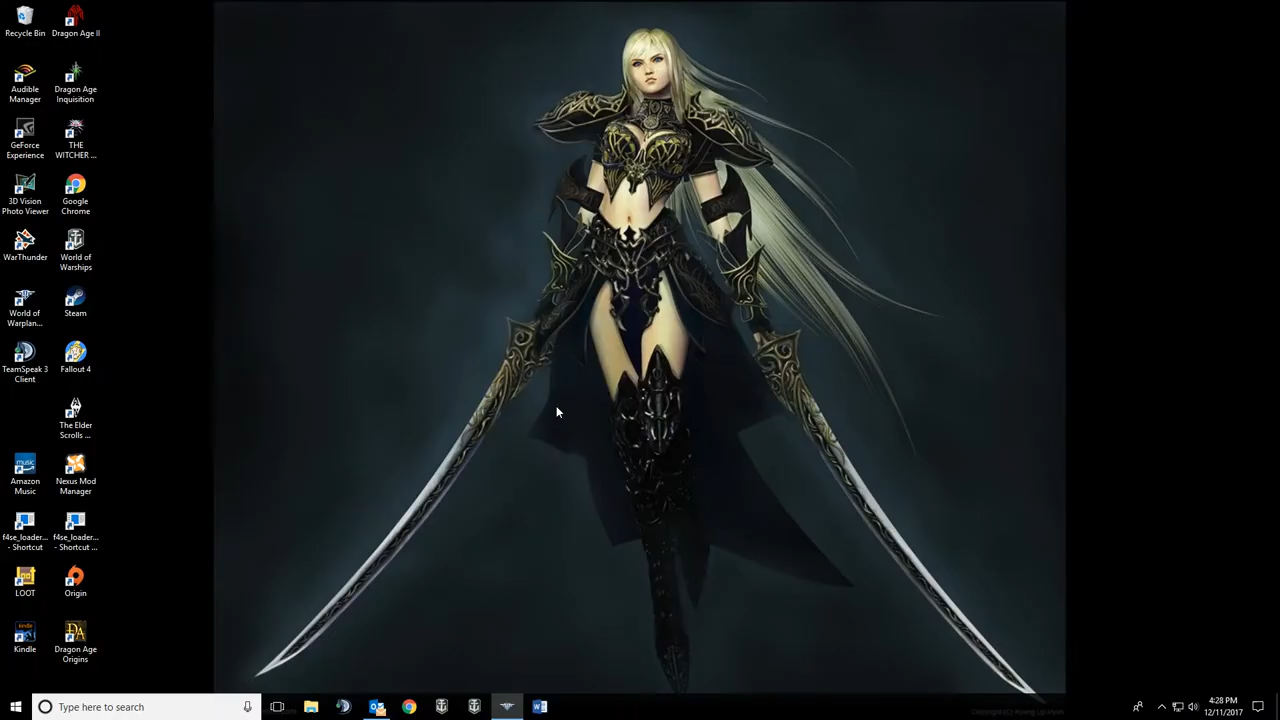 Recycle Bin
Dragon Age II
Audible
Manager
Dragon Age
Inquisition
GeForce
Experience
THE
WITCHER ...
3D Vision
Photo Viewer
Google
Chrome
WarThunder
World of
Warships
World of
Warplan...
Steam
TeamSpeak 3
Client
Fallout 4
The Elder
Scrolls ...
music
Amazon
Music
Nexus Mod
Manager
f4se_loader...
- Shortcut
f4se_loader...
- Shortcut ...
LOOT
Origin
kindle
Kindle
DA
Dragon Age
Origins
Type here to search
4:28 PM
12/11/2017